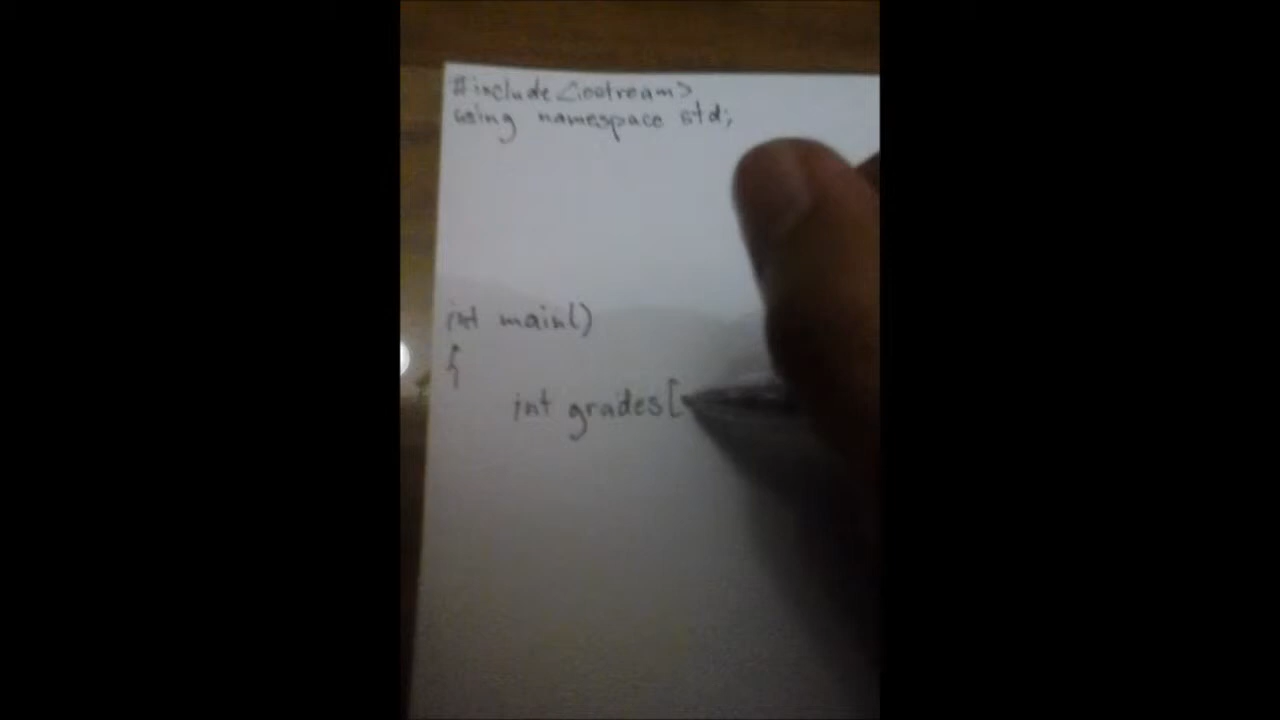 #include <iostream>
using namespace std;
int main()
{
int grades[